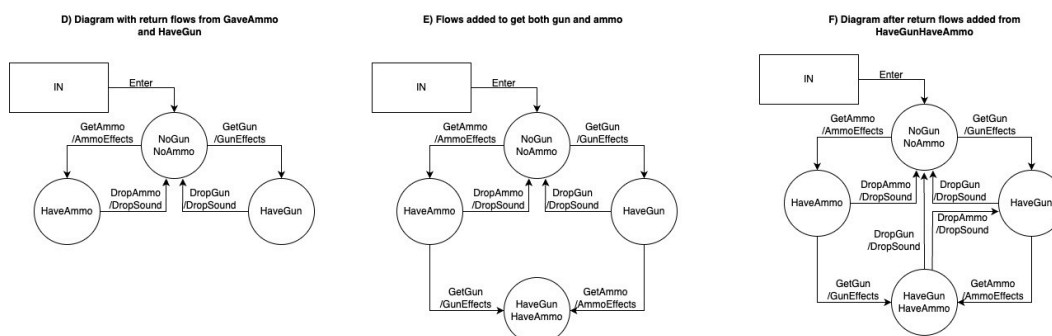 D) Diagram with return flows from GaveAmmo
and HaveGun
IN
Enter
NoGun
NoAmmo
GetAmmo
/AmmoEffects
GetGun
/GunEffects
HaveAmmo
DropAmmo
/DropSound
DropGun
/DropSound
HaveGun
E) Flows added to get both gun and ammo
IN
Enter
NoGun
NoAmmo
GetAmmo
/AmmoEffects
GetGun
/GunEffects
HaveAmmo
DropAmmo
/DropSound
DropGun
/DropSound
HaveGun
GetGun
/GunEffects
HaveGun
HaveAmmo
GetAmmo
/AmmoEffects
F) Diagram after return flows added from
HaveGunHaveAmmo
IN
Enter
NoGun
NoAmmo
GetAmmo
/AmmoEffects
GetGun
/GunEffects
HaveAmmo
DropAmmo
/DropSound
DropGun
/DropSound
HaveGun
DropGun
/DropSound
DropAmmo
/DropSound
GetGun
/GunEffects
HaveGun
HaveAmmo
GetAmmo
/AmmoEffects